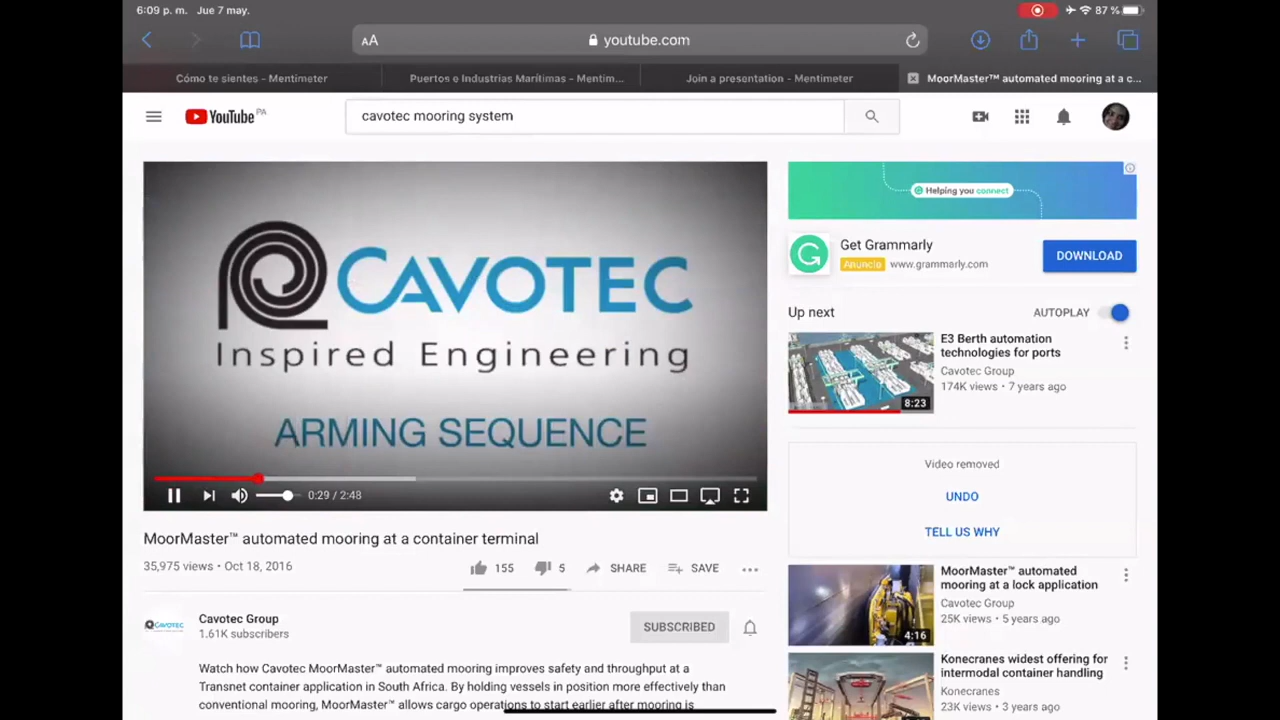 6:09 p. m. Jue 7 may.
87 %
AA
youtube.com
Cómo te sientes – Mentimeter
Puertos e Industrias Marítimas – Mentim...
Join a presentation – Mentimeter
MoorMaster™ automated mooring at a c...
YouTube PA
cavotec mooring system
CAVOTEC
Inspired Engineering
ARMING SEQUENCE
0:29 / 2:48
MoorMaster™ automated mooring at a container terminal
35,975 views • Oct 18, 2016
155
5
SHARE
SAVE
CAVOTEC
Cavotec Group
1.61K subscribers
SUBSCRIBED
Watch how Cavotec MoorMaster™ automated mooring improves safety and throughput at a
Transnet container application in South Africa. By holding vessels in position more effectively than
conventional mooring, MoorMaster™ allows cargo operations to start earlier after mooring is
Helping you connect
Get Grammarly
Anuncio www.grammarly.com
DOWNLOAD
Up next
AUTOPLAY
8:23
E3 Berth automation
technologies for ports
Cavotec Group
174K views • 7 years ago
Video removed
UNDO
TELL US WHY
4:16
MoorMaster™ automated
mooring at a lock application
Cavotec Group
25K views • 5 years ago
Konecranes widest offering for
intermodal container handling
Konecranes
23K views • 3 years ago